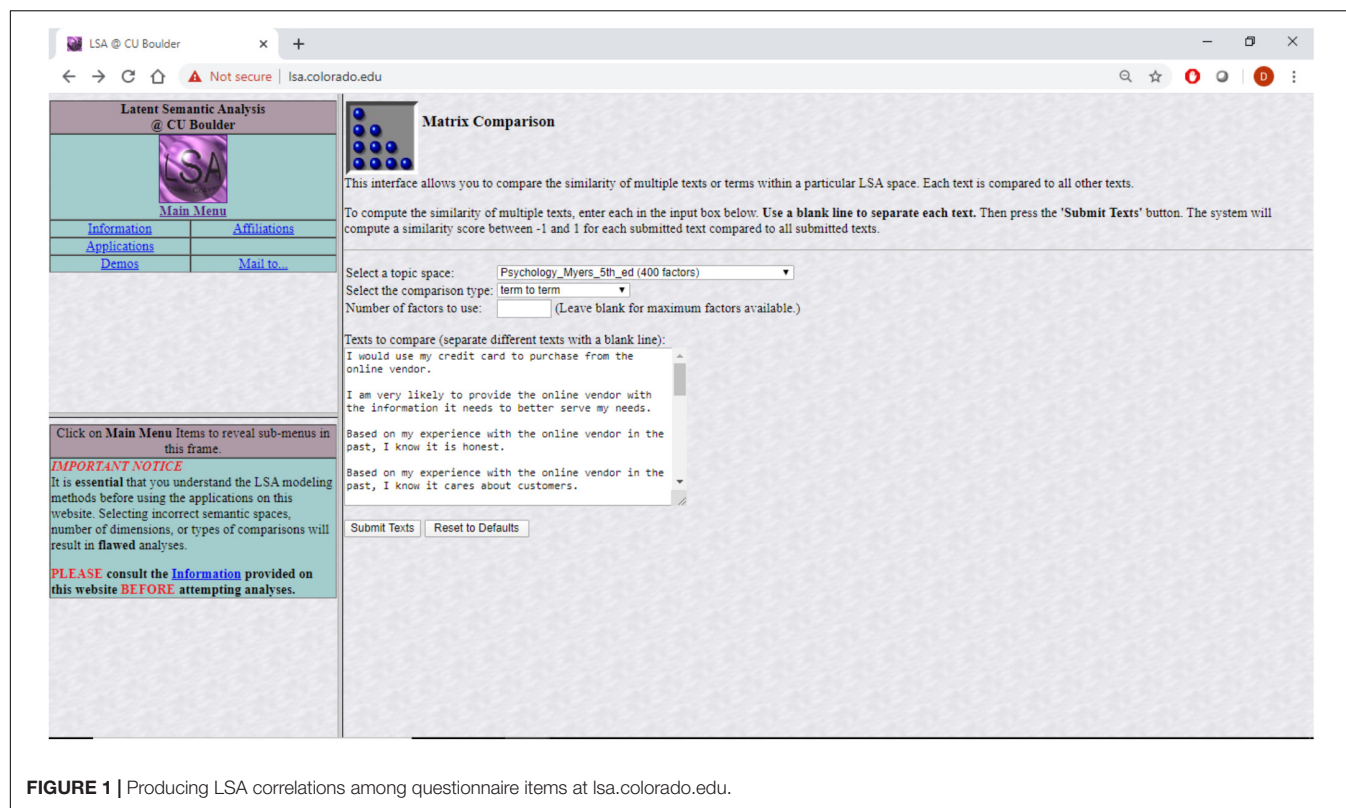 LSA @ CU Boulder
Not secure | lsa.colorado.edu
D
Latent Semantic Analysis
@ CU Boulder
LSA
Main Menu
Information Affiliations
Applications
Demos Mail to...
Click on Main Menu Items to reveal sub-menus in
this frame.
IMPORTANT NOTICE
It is essential that you understand the LSA modeling
methods before using the applications on this
website. Selecting incorrect semantic spaces,
number of dimensions, or types of comparisons will
result in flawed analyses.
PLEASE consult the Information provided on
this website BEFORE attempting analyses.
Matrix Comparison
This interface allows you to compare the similarity of multiple texts or terms within a particular LSA space. Each text is compared to all other texts.
To compute the similarity of multiple texts, enter each in the input box below. Use a blank line to separate each text. Then press the 'Submit Texts' button. The system will
compute a similarity score between -1 and 1 for each submitted text compared to all submitted texts.
Select a topic space: Psychology_Myers_5th_ed (400 factors)
Select the comparison type: term to term
Number of factors to use: (Leave blank for maximum factors available.)
Texts to compare (separate different texts with a blank line):
I would use my credit card to purchase from the
online vendor.
I am very likely to provide the online vendor with
the information it needs to better serve my needs.
Based on my experience with the online vendor in the
past, I know it is honest.
Based on my experience with the online vendor in the
past, I know it cares about customers.
Submit Texts Reset to Defaults
FIGURE 1 | Producing LSA correlations among questionnaire items at lsa.colorado.edu.